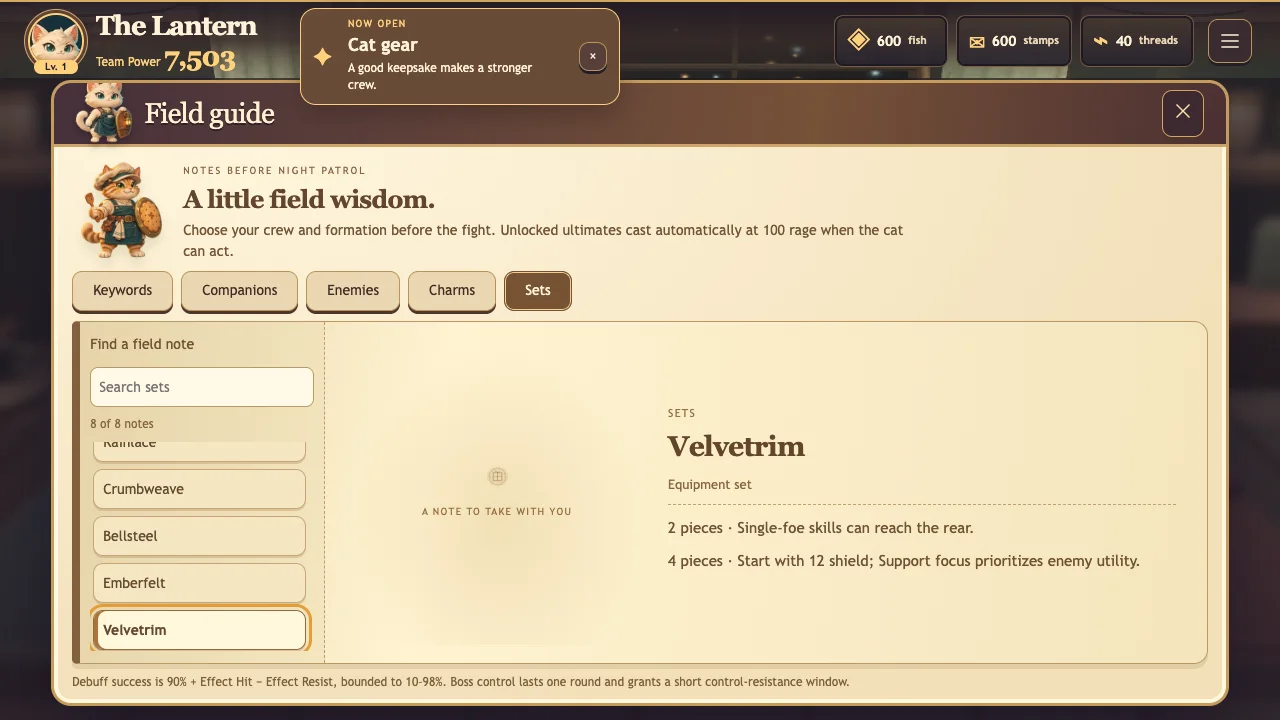 The Lantern
Lv. 1
Team Power 7,503
NOW OPEN
Cat gear
A good keepsake makes a stronger
crew.
×
600 fish
600 stamps
40 threads
Field guide
NOTES BEFORE NIGHT PATROL
A little field wisdom.
Choose your crew and formation before the fight. Unlocked ultimates cast automatically at 100 rage when the cat
can act.
Keywords
Companions
Enemies
Charms
Sets
Find a field note
Search sets
8 of 8 notes
Rainlace
Crumbweave
Bellsteel
Emberfelt
Velvetrim
A NOTE TO TAKE WITH YOU
SETS
Velvetrim
Equipment set
2 pieces · Single-foe skills can reach the rear.
4 pieces · Start with 12 shield; Support focus prioritizes enemy utility.
Debuff success is 90% + Effect Hit − Effect Resist, bounded to 10–98%. Boss control lasts one round and grants a short control-resistance window.